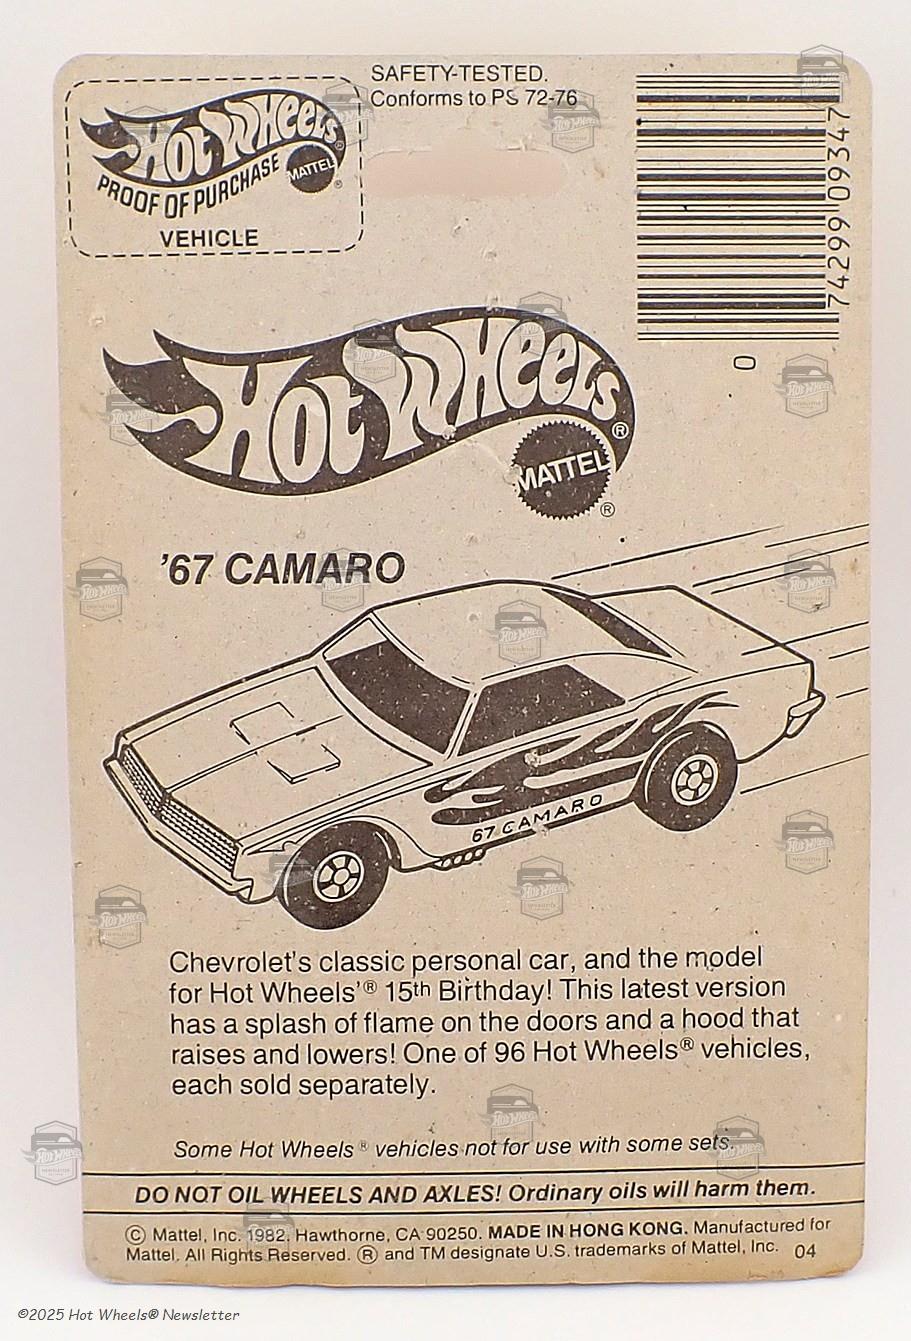 SAFETY-TESTED.
Conforms to PS 72-76
Hot Wheels®
PROOF OF PURCHASE
MATTEL®
VEHICLE
74299 09347
0
Hot Wheels®
MATTEL®
'67 CAMARO
67 CAMARO
Chevrolet's classic personal car, and the model
for Hot Wheels'® 15th Birthday! This latest version
has a splash of flame on the doors and a hood that
raises and lowers! One of 96 Hot Wheels® vehicles,
each sold separately.
Some Hot Wheels® vehicles not for use with some sets.
DO NOT OIL WHEELS AND AXLES! Ordinary oils will harm them.
© Mattel, Inc. 1982. Hawthorne, CA 90250. MADE IN HONG KONG. Manufactured for
Mattel. All Rights Reserved. ® and TM designate U.S. trademarks of Mattel, Inc. 04
©2025 Hot Wheels® Newsletter